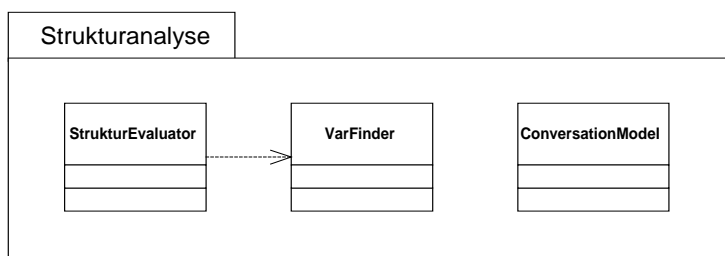 Strukturanalyse
StrukturEvaluator
VarFinder
ConversationModel